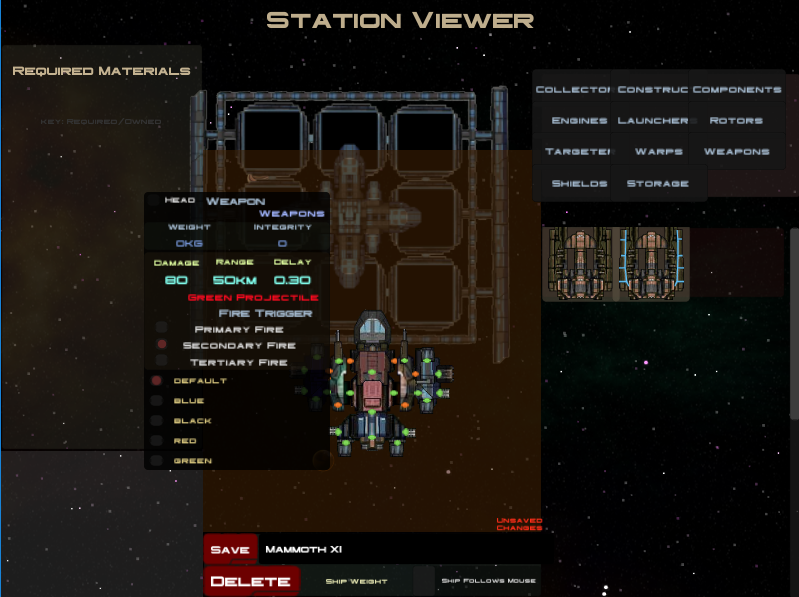 Station Viewer
Required Materials
key: Required/Owned
Collector Construc Components
Engines Launcher Rotors
Targeter Warps Weapons
Shields Storage
Head Weapon
Weapons
Weight Integrity
0KG 0
Damage Range Delay
80 50km 0.30
Green Projectile
Fire Trigger
Primary Fire
Secondary Fire
Tertiary Fire
Default
Blue
Black
Red
Green
Unsaved
Changes
Save Mammoth XI
Delete Ship Weight Ship Follows Mouse